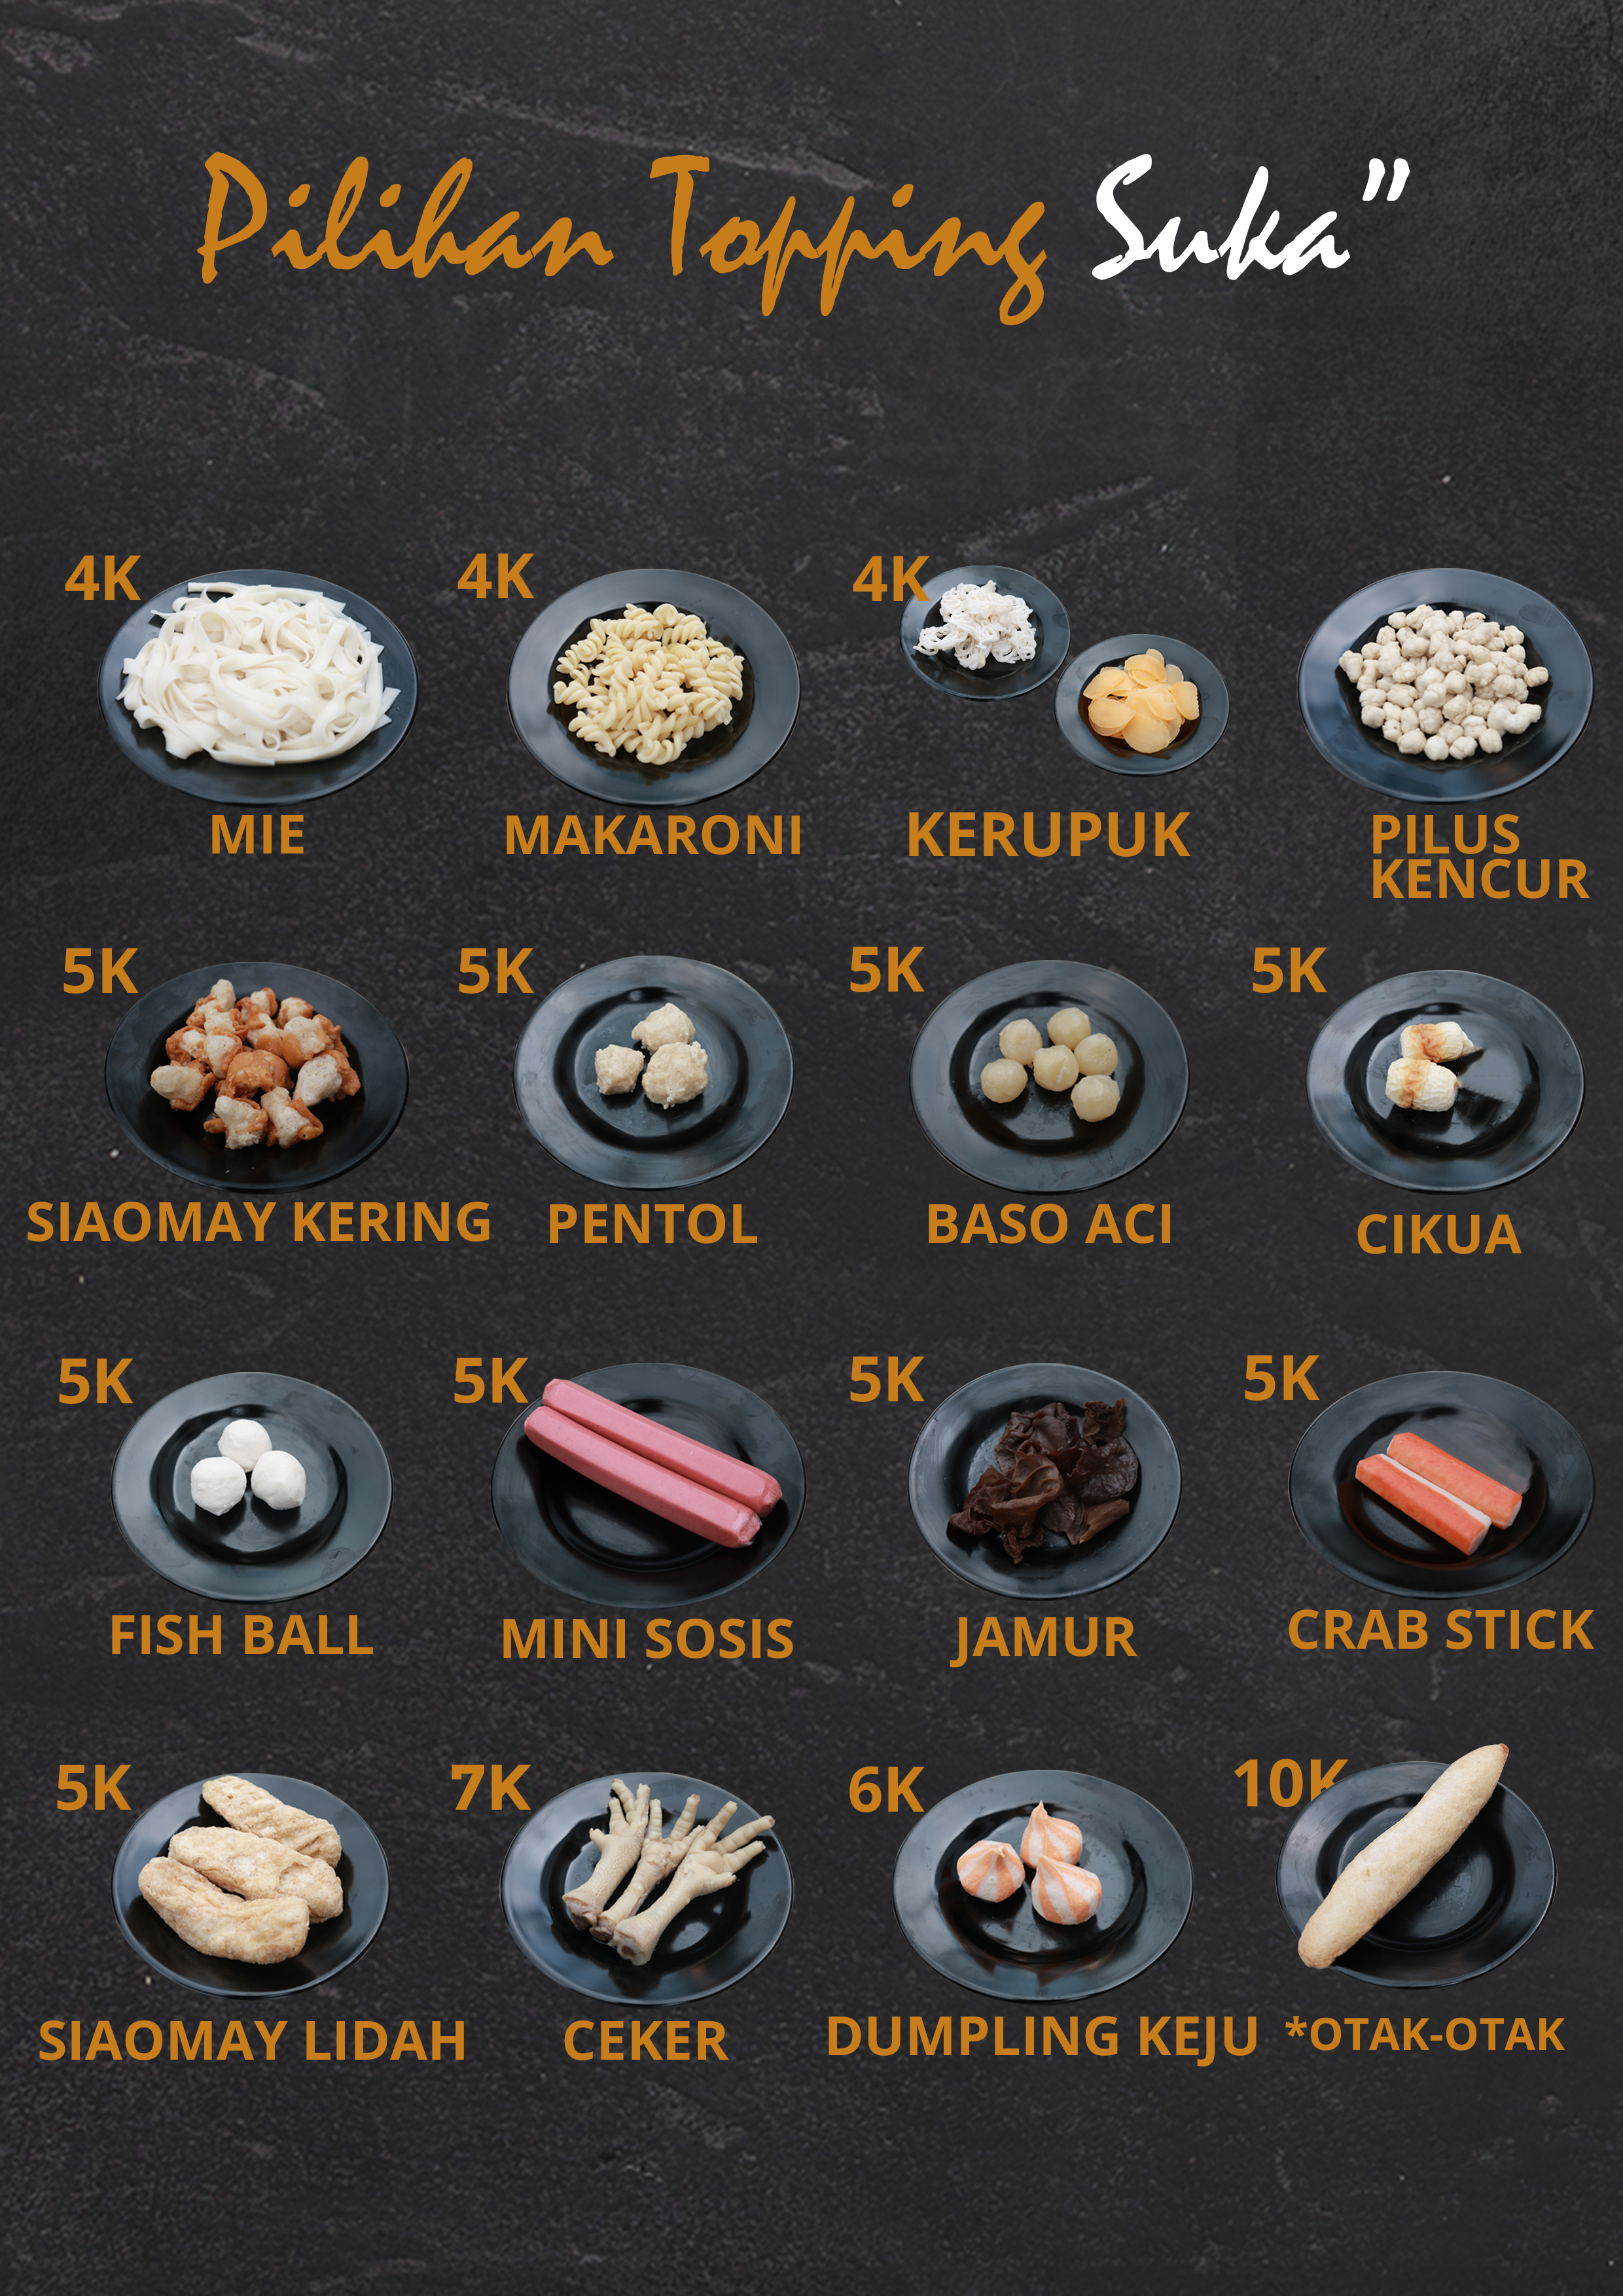 Pilihan Topping Suka”
4K
4K
4K
MIE
MAKARONI
KERUPUK
PILUS
KENCUR
5K
5K
5K
5K
SIAOMAY KERING
PENTOL
BASO ACI
CIKUA
5K
5K
5K
5K
FISH BALL
MINI SOSIS
JAMUR
CRAB STICK
5K
7K
6K
10K
SIAOMAY LIDAH
CEKER
DUMPLING KEJU
*OTAK-OTAK